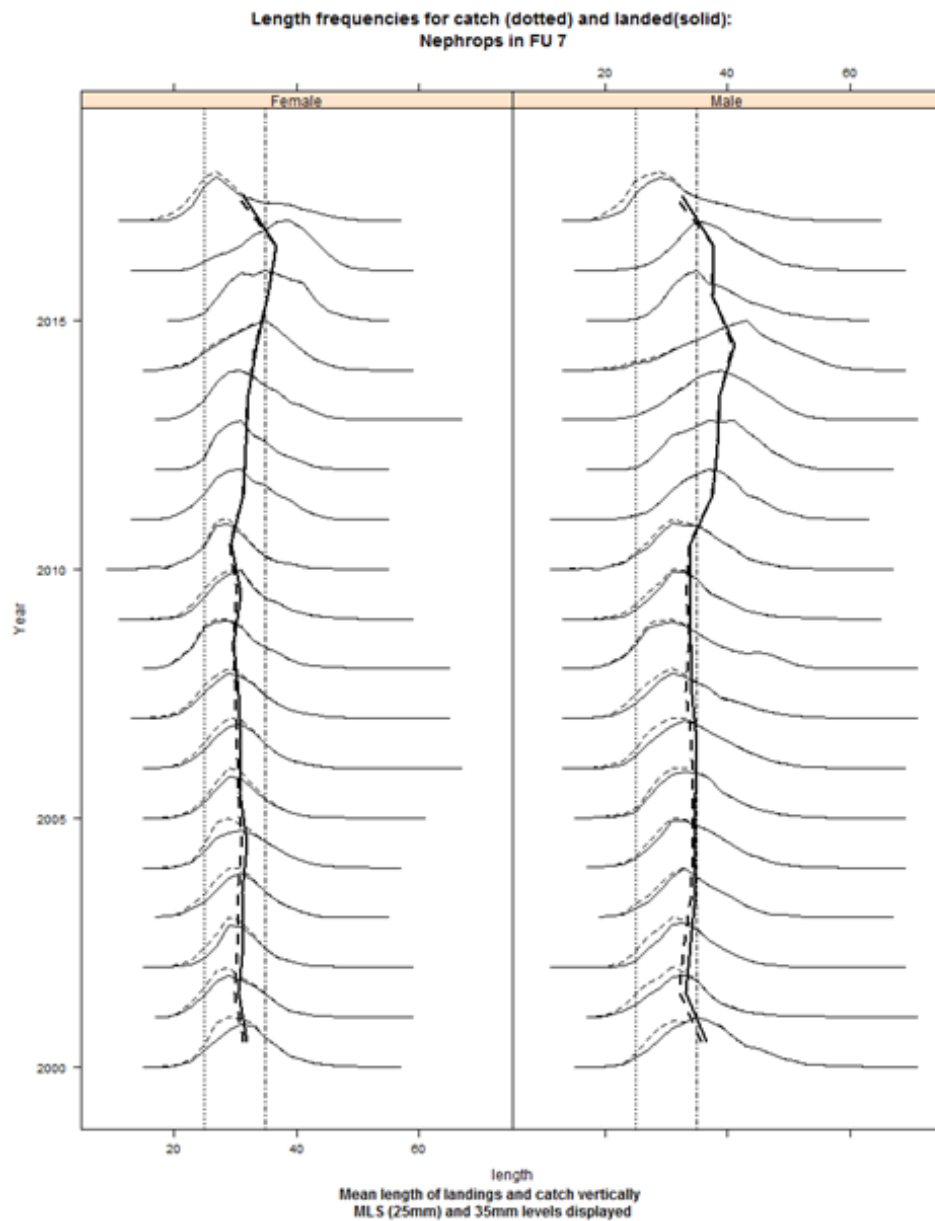 Length frequencies for catch (dotted) and landed(solid):
Nephrops in FU 7
20 40 60
Female Male
2015
2010
Year
2005
2000
20 40 60
length
Mean length of landings and catch vertically
MLS (25mm) and 35mm levels displayed